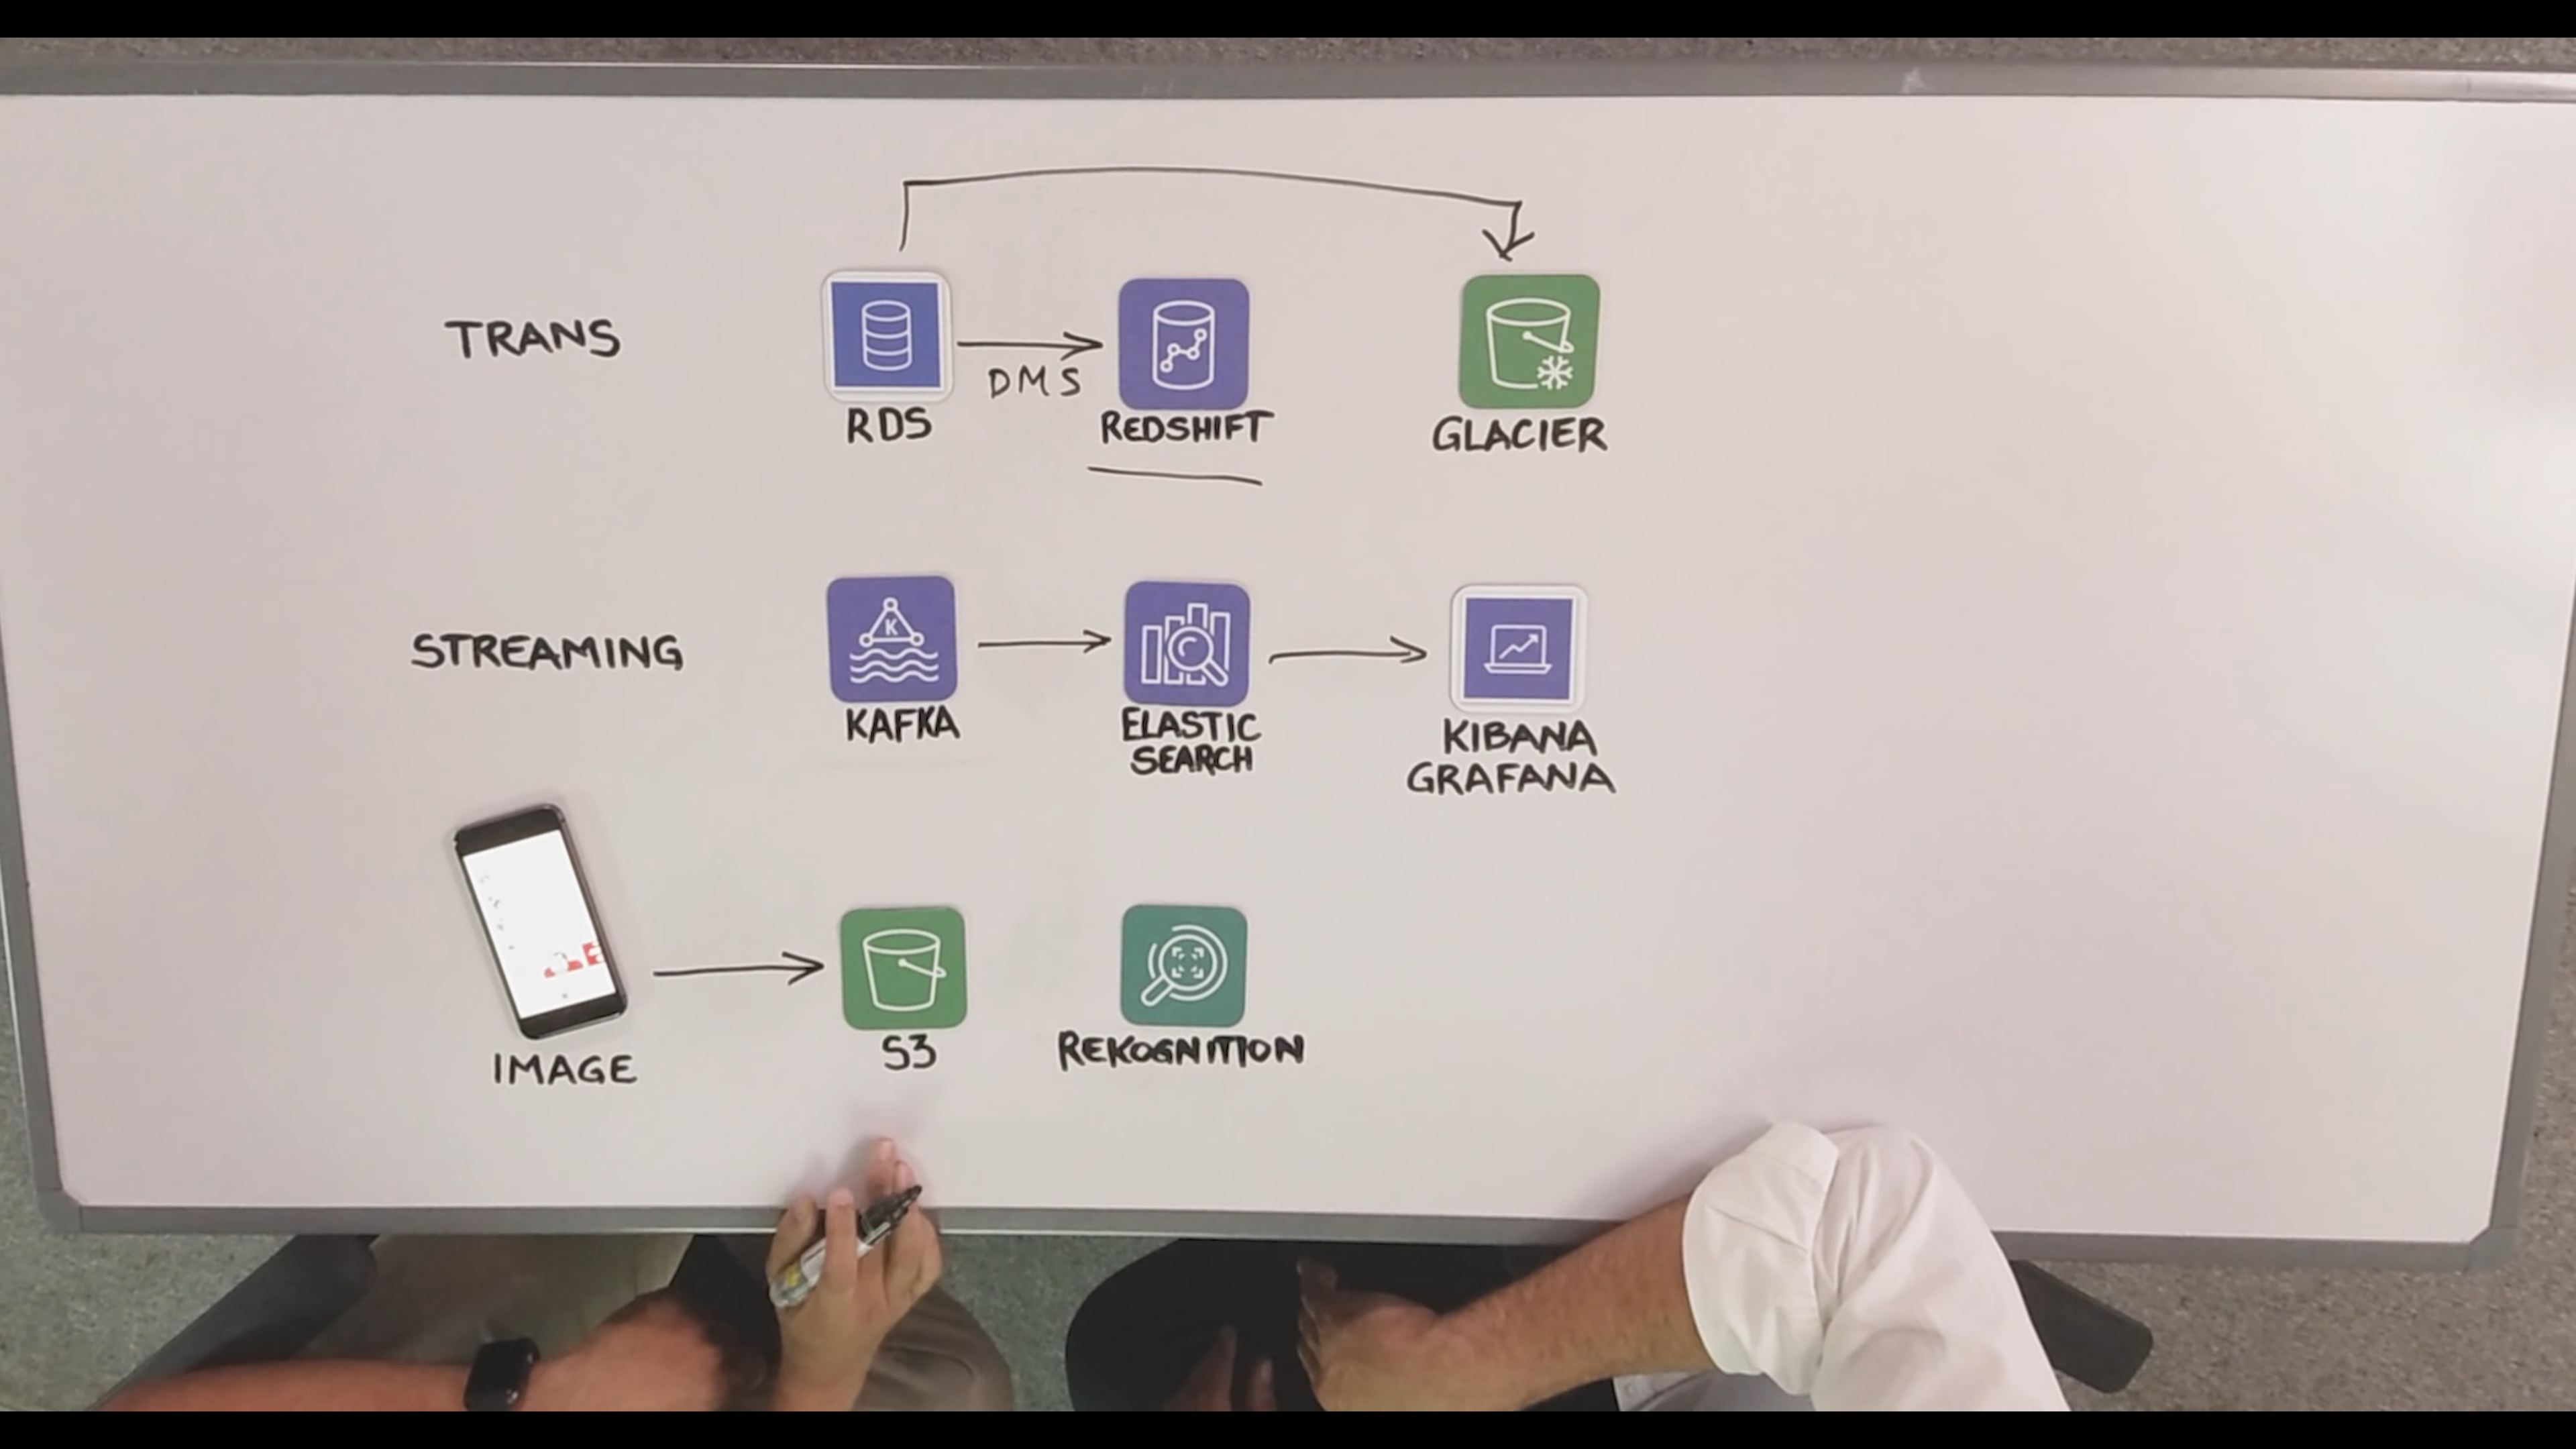 TRANS
RDS
DMS
REDSHIFT
GLACIER
STREAMING
K
KAFKA
ELASTIC
SEARCH
KIBANA
GRAFANA
IMAGE
S3
REKOGNITION